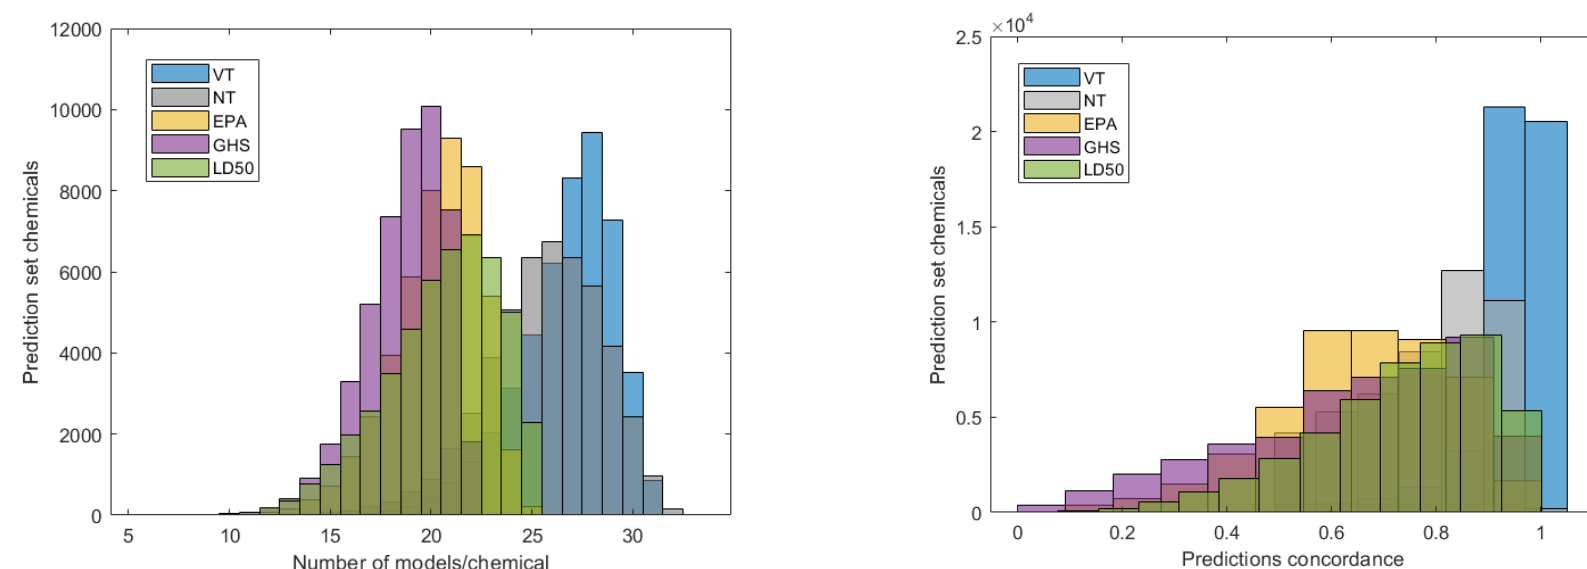 12000
10000
8000
6000
4000
2000
0
5 10 15 20 25 30
Prediction set chemicals
Number of models/chemical
VT
NT
EPA
GHS
LD50
×10⁴
2.5
2
1.5
1
0.5
0
0 0.2 0.4 0.6 0.8 1
Prediction set chemicals
Predictions concordance
VT
NT
EPA
GHS
LD50